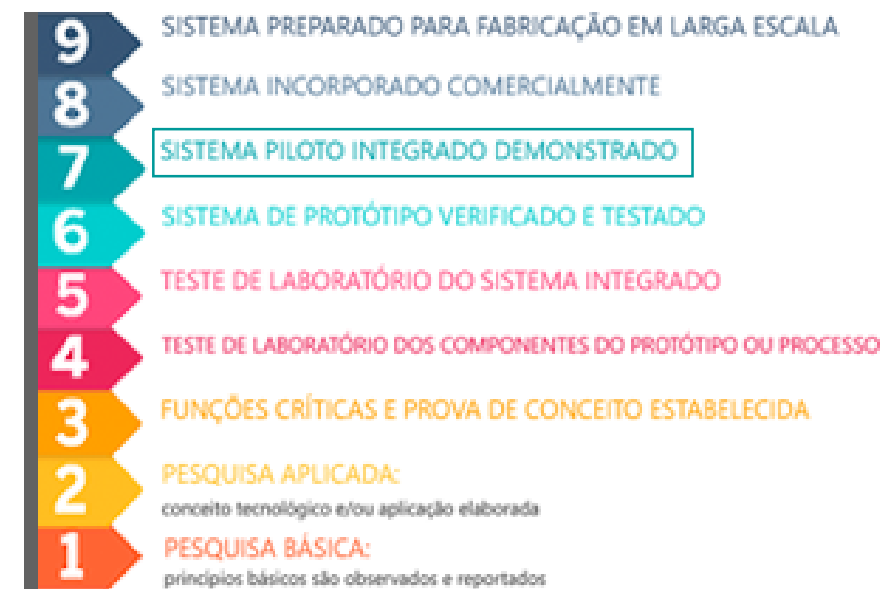 9 SISTEMA PREPARADO PARA FABRICAÇÃO EM LARGA ESCALA
8 SISTEMA INCORPORADO COMERCIALMENTE
7 SISTEMA PILOTO INTEGRADO DEMONSTRADO
6 SISTEMA DE PROTÓTIPO VERIFICADO E TESTADO
5 TESTE DE LABORATÓRIO DO SISTEMA INTEGRADO
4 TESTE DE LABORATÓRIO DOS COMPONENTES DO PROTÓTIPO OU PROCESSO
3 FUNÇÕES CRÍTICAS E PROVA DE CONCEITO ESTABELECIDA
2 PESQUISA APLICADA:
conceito tecnológico e/ou aplicação elaborada
1 PESQUISA BÁSICA:
princípios básicos são observados e reportados